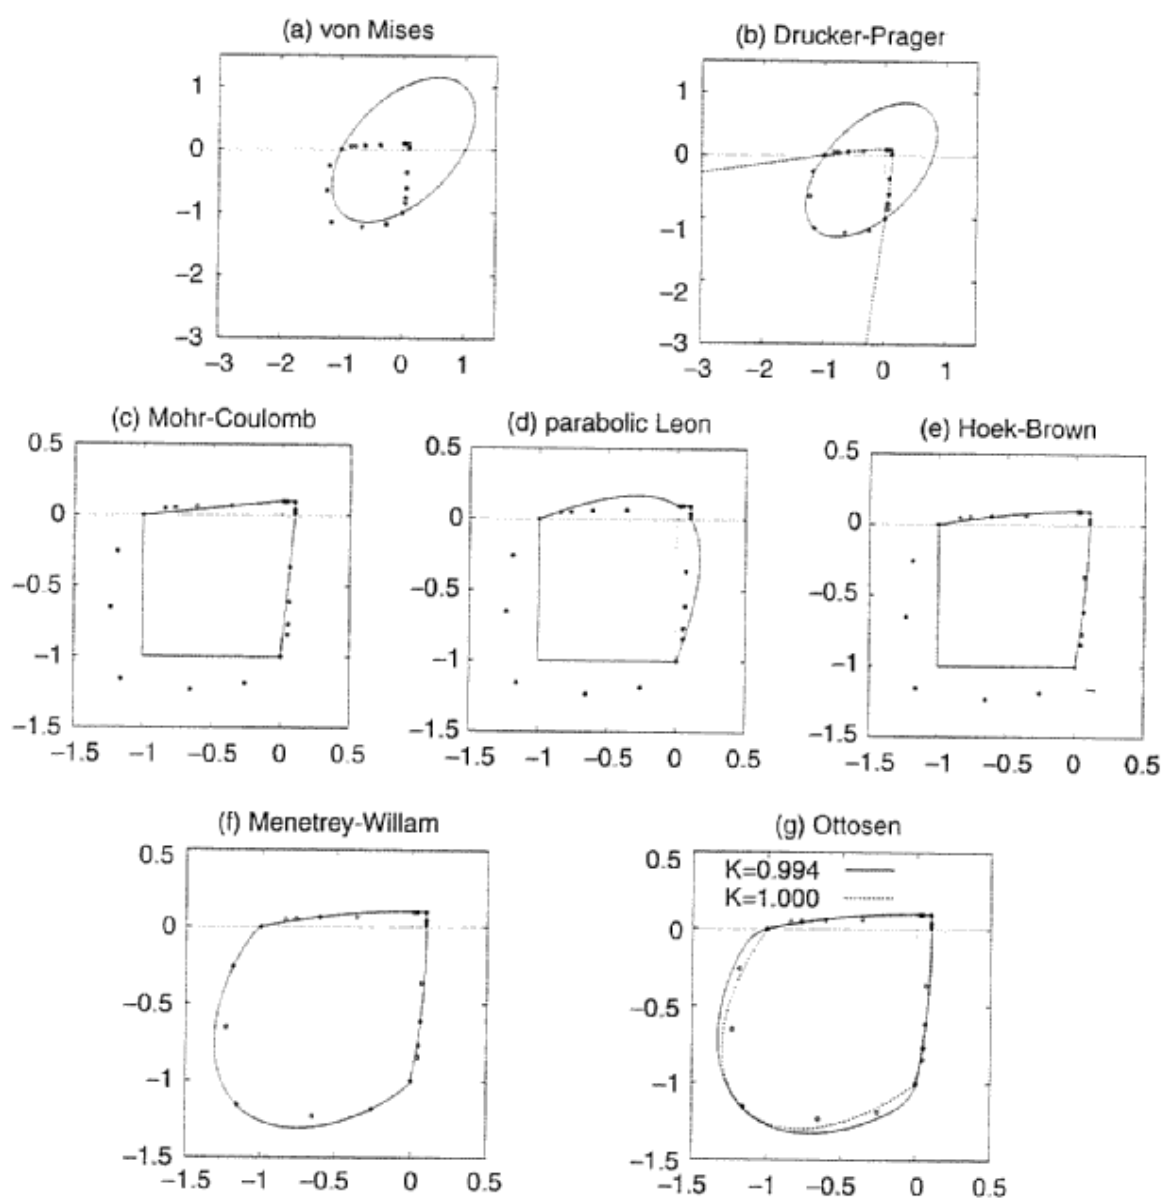 (a) von Mises
(b) Drucker-Prager
1
0
−1
−2
−3
−3 −2 −1 0 1
1
0
−1
−2
−3
−3 −2 −1 0 1
(c) Mohr-Coulomb
(d) parabolic Leon
(e) Hoek-Brown
0.5
0
−0.5
−1
−1.5
−1.5 −1 −0.5 0 0.5
0.5
0
−0.5
−1
−1.5
−1.5 −1 −0.5 0 0.5
0.5
0
−0.5
−1
−1.5
−1.5 −1 −0.5 0 0.5
(f) Menetrey-Willam
(g) Ottosen
0.5
0
−0.5
−1
−1.5
−1.5 −1 −0.5 0 0.5
0.5
K=0.994
K=1.000
0
−0.5
−1
−1.5
−1.5 −1 −0.5 0 0.5